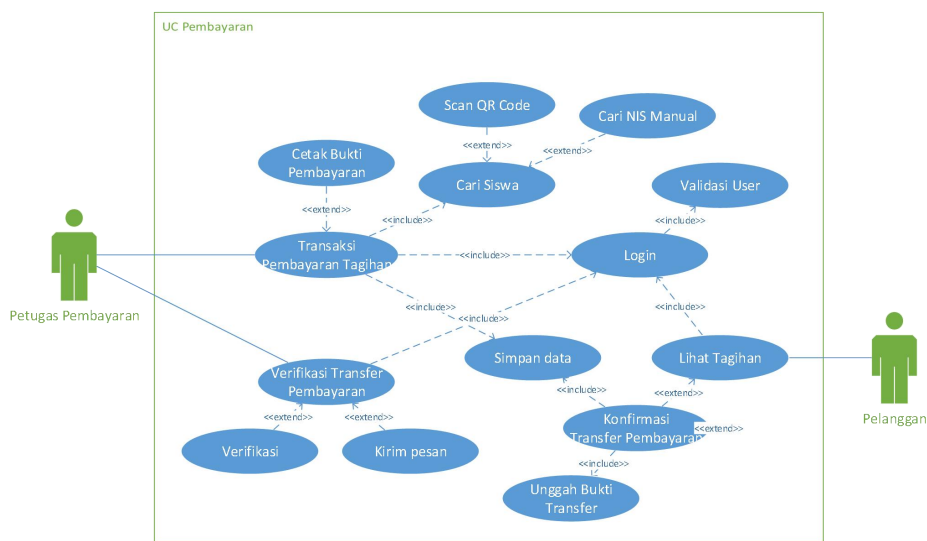 UC Pembayaran
Scan QR Code
Cari NIS Manual
<<extend>>
<<extend>>
Cetak Bukti
Pembayaran
Cari Siswa
Validasi User
<<extend>>
<<include>>
<<include>>
Transaksi
Pembayaran Tagihan
<<include>>
Login
Petugas Pembayaran
<<include>>
<<include>>
<<include>>
Simpan data
Lihat Tagihan
Verifikasi Transfer
Pembayaran
<<include>>
<<extend>>
Pelanggan
<<extend>>
<<extend>>
Konfirmasi
Transfer Pembayaran
<<extend>>
Verifikasi
Kirim pesan
<<include>>
Unggah Bukti
Transfer